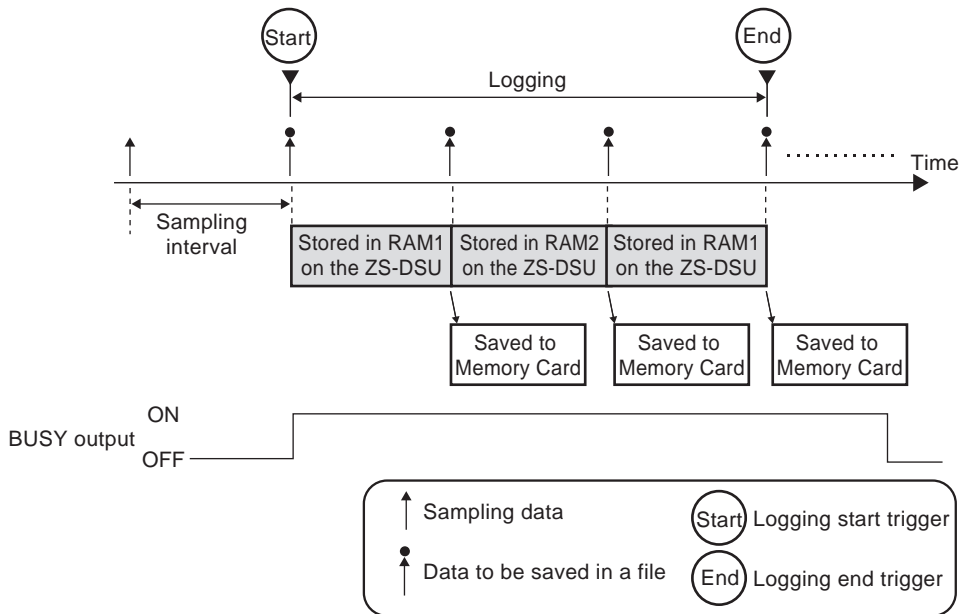 Start
End
Logging
Time
Sampling
interval
Stored in RAM1
on the ZS-DSU
Stored in RAM2
on the ZS-DSU
Stored in RAM1
on the ZS-DSU
Saved to
Memory Card
Saved to
Memory Card
Saved to
Memory Card
ON
BUSY output
OFF
Sampling data
Start Logging start trigger
Data to be saved in a file
End Logging end trigger